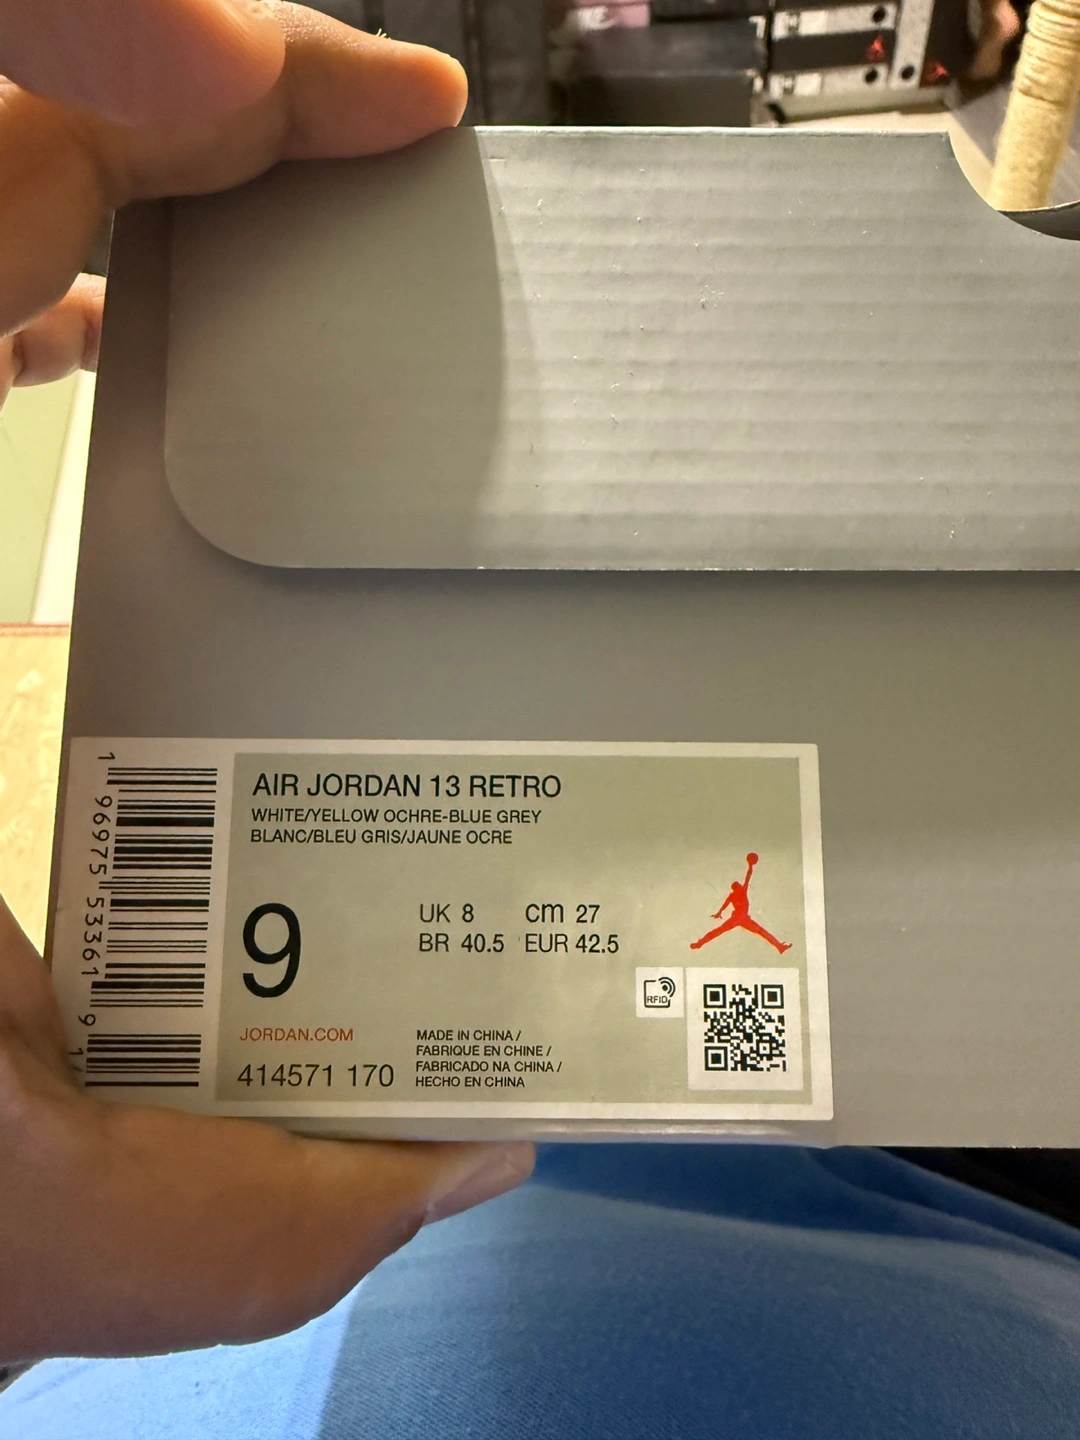 AIR JORDAN 13 RETRO
WHITE/YELLOW OCHRE-BLUE GREY
BLANC/BLEU GRIS/JAUNE OCRE
9
UK 8 cm 27
BR 40.5 EUR 42.5
RFID
JORDAN.COM
414571 170
MADE IN CHINA /
FABRIQUE EN CHINE /
FABRICADO NA CHINA /
HECHO EN CHINA
1 96975 53361 9